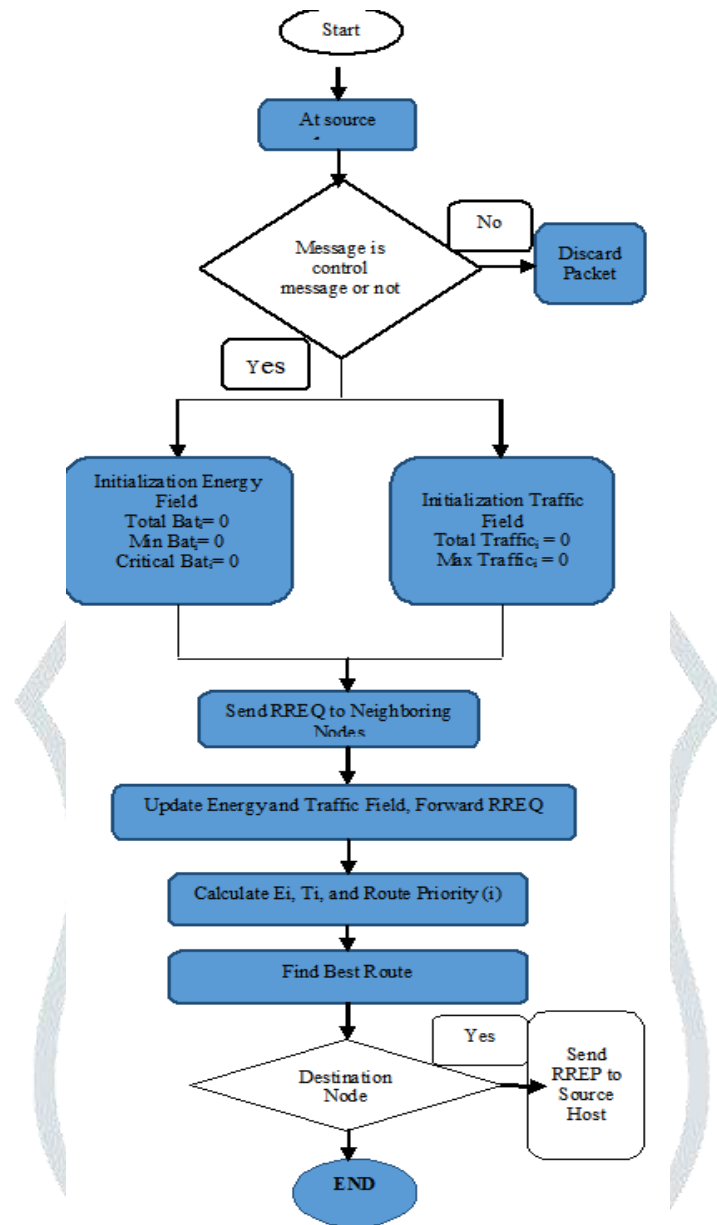 Start
At source
No
Message is
control
message or not
Discard
Packet
Yes
Initialization Energy
Field
Total Batᵢ= 0
Min Batᵢ= 0
Critical Batᵢ= 0
Initialization Traffic
Field
Total Trafficᵢ = 0
Max Trafficᵢ = 0
Send RREQ to Neighboring
Nodes
Update Energy and Traffic Field, Forward RREQ
Calculate Ei, Ti, and Route Priority (i)
Find Best Route
Yes
Destination
Node
Send
RREP to
Source
Host
END